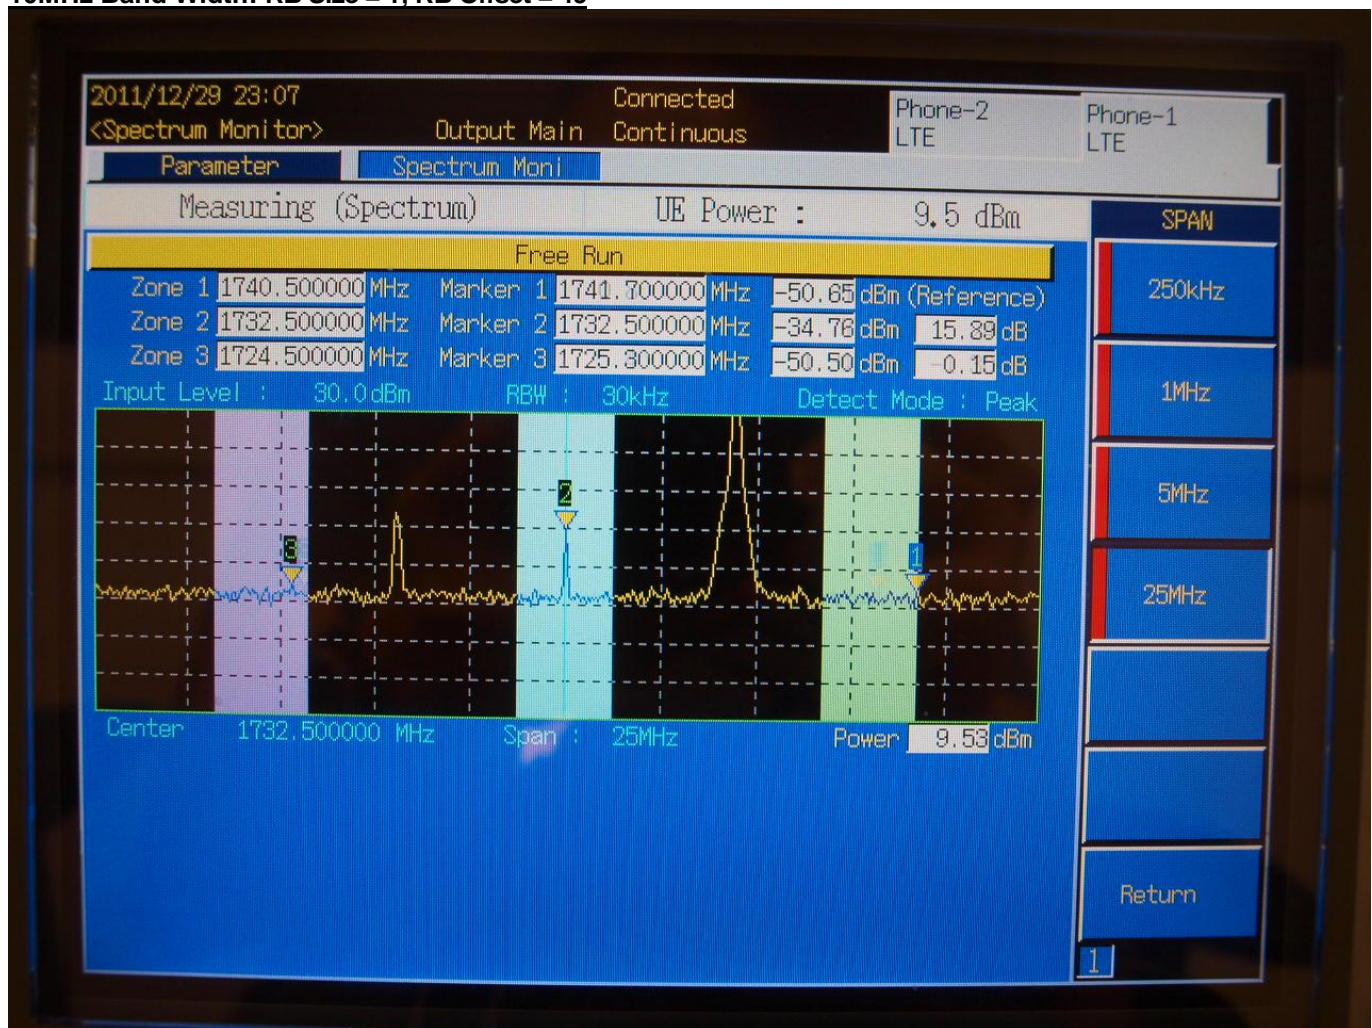 2011/12/29 23:07 Connected Phone-2 Phone-1
<Spectrum Monitor> Output Main Continuous LTE LTE
Parameter Spectrum Moni
Measuring (Spectrum) UE Power : 9.5 dBm SPAN
Free Run
Zone 1 1740.500000 MHz Marker 1 1741.700000 MHz -50.65 dBm (Reference) 250kHz
Zone 2 1732.500000 MHz Marker 2 1732.500000 MHz -34.76 dBm 15.89 dB
Zone 3 1724.500000 MHz Marker 3 1725.300000 MHz -50.50 dBm -0.15 dB
Input Level : 30.0dBm RBW : 30kHz Detect Mode : Peak 1MHz
2 5MHz
3 1
25MHz
Center 1732.500000 MHz Span : 25MHz Power 9.53 dBm
Return
1